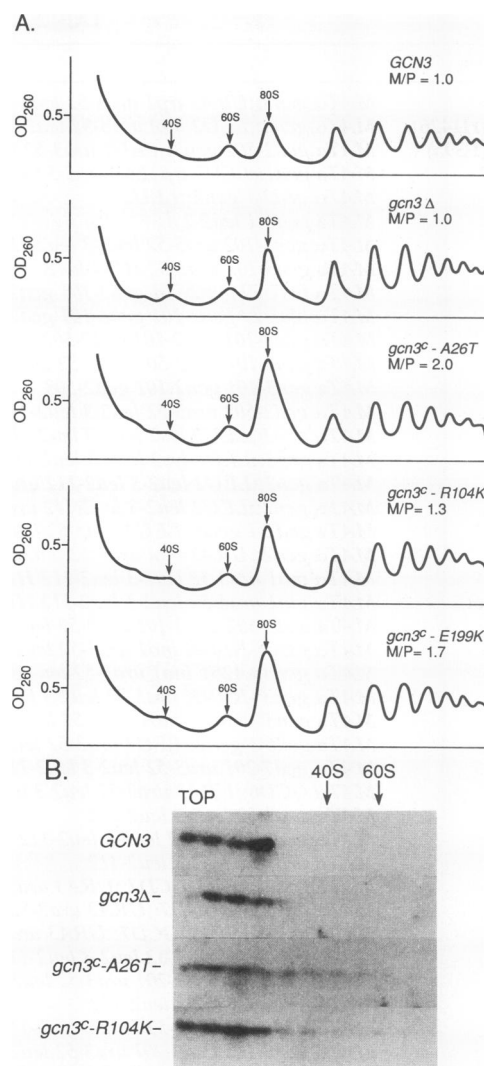 A.
GCN3
M/P = 1.0
OD260
0.5
40S
60S
80S
gcn3 Δ
M/P = 1.0
OD260
0.5
40S
60S
80S
gcn3c - A26T
M/P = 2.0
OD260
0.5
40S
60S
80S
gcn3c - R104K
M/P = 1.3
OD260
0.5
40S
60S
80S
gcn3c - E199K
M/P = 1.7
OD260
0.5
40S
60S
80S
B.
TOP
40S
60S
GCN3
gcn3Δ–
gcn3c-A26T–
gcn3c-R104K–